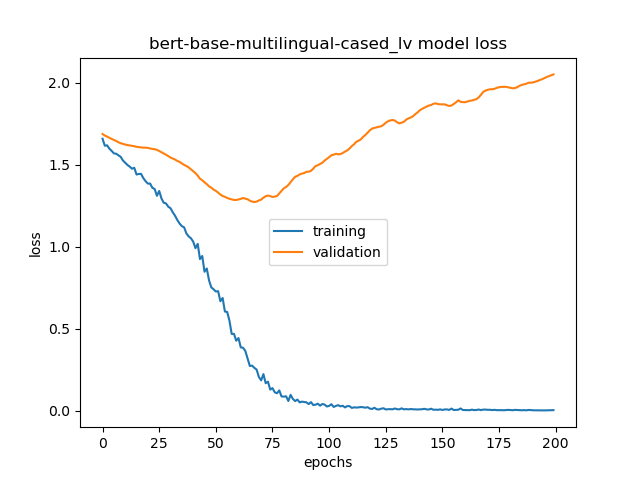 bert-base-multilingual-cased_lv model loss
loss
2.0
1.5
1.0
0.5
0.0
training
validation
0 25 50 75 100 125 150 175 200
epochs